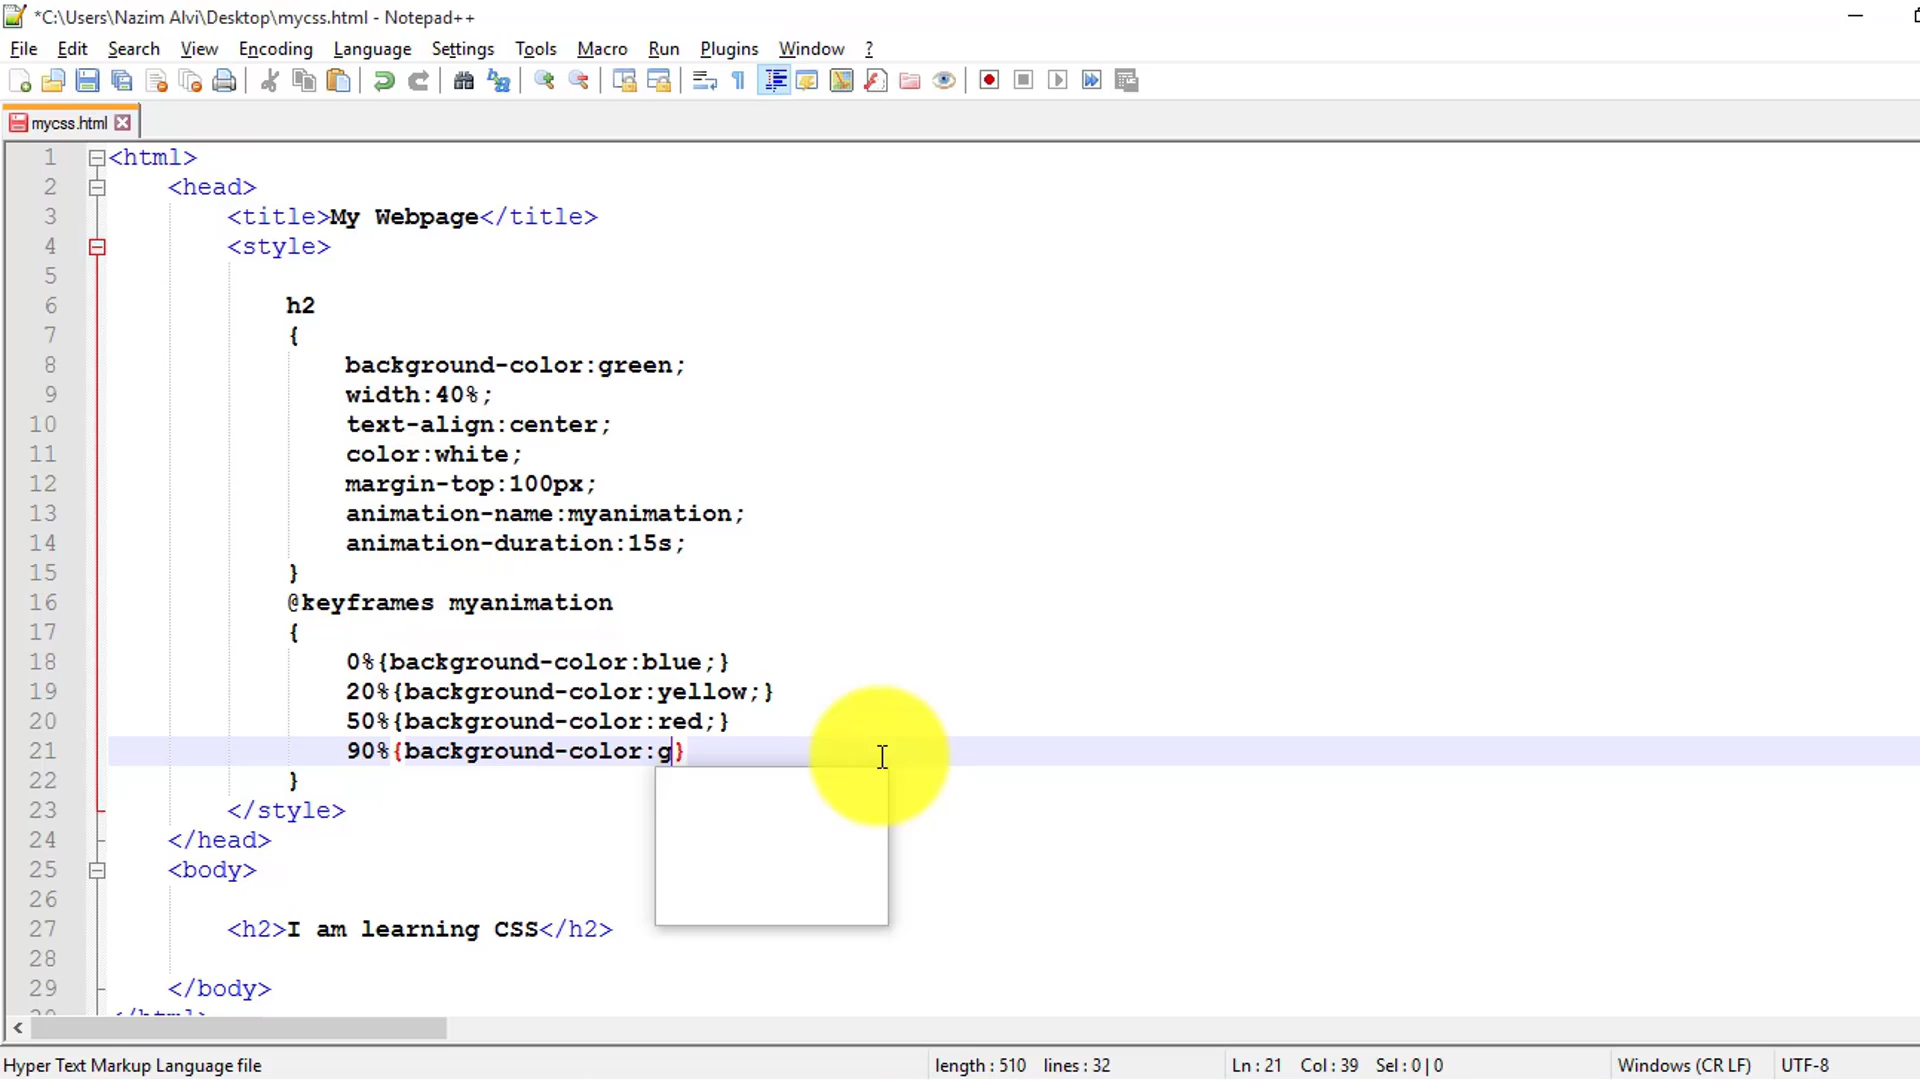 *C:\Users\Nazim Alvi\Desktop\mycss.html - Notepad++
File Edit Search View Encoding Language Settings Tools Macro Run Plugins Window ?
mycss.html
1 <html>
2 <head>
3 <title>My Webpage</title>
4 <style>
5
6 h2
7 {
8 background-color:green;
9 width:40%;
10 text-align:center;
11 color:white;
12 margin-top:100px;
13 animation-name:myanimation;
14 animation-duration:15s;
15 }
16 @keyframes myanimation
17 {
18 0%{background-color:blue;}
19 20%{background-color:yellow;}
20 50%{background-color:red;}
21 90%{background-color:g}
22 }
23 </style>
24 </head>
25 <body>
26
27 <h2>I am learning CSS</h2>
28
29 </body>
30 </html>
Hyper Text Markup Language file length : 510 lines : 32 Ln : 21 Col : 39 Sel : 0 | 0 Windows (CR LF) UTF-8